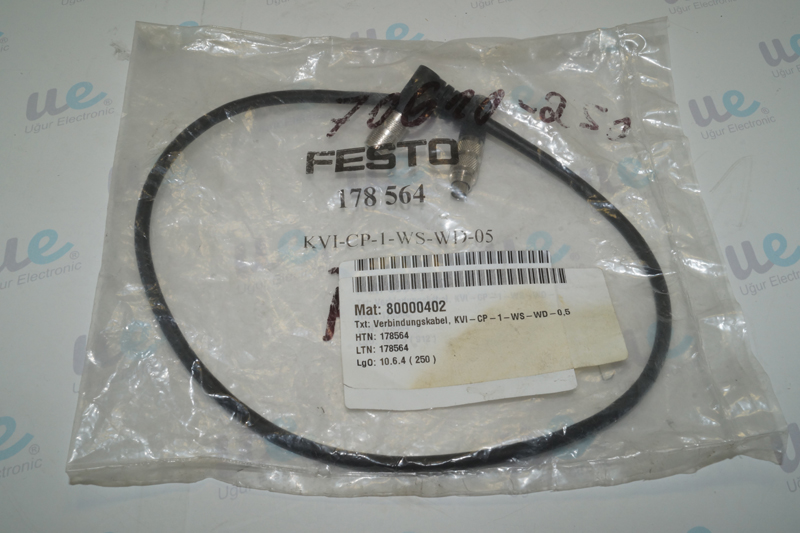 FESTO
178 564
KVI-CP-1-WS-WD-05
Mat: 80000402
Txt: Verbindungskabel, KVI-CP-1-WS-WD-0,5
HTN: 178564
LTN: 178564
LgO: 10.6.4 ( 250 )
ue
Uğur Electronic.